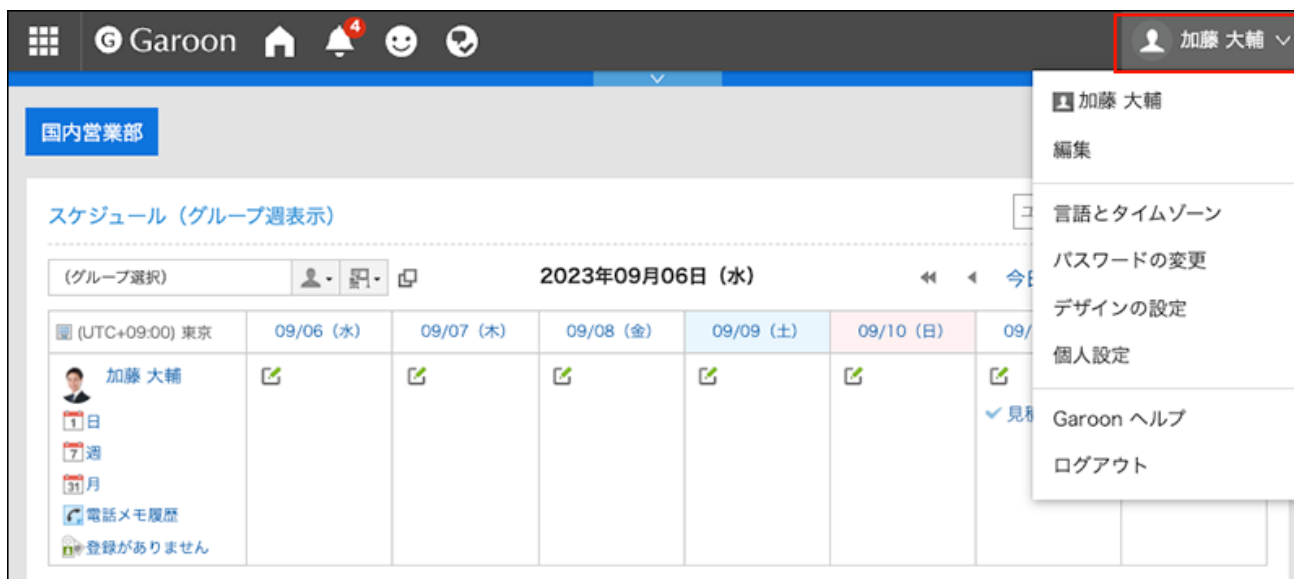 G Garoon 4 加藤 大輔
加藤 大輔
編集
言語とタイムゾーン
パスワードの変更
デザインの設定
個人設定
Garoon ヘルプ
ログアウト
国内営業部
スケジュール（グループ週表示）
（グループ選択） 2023年09月06日（水）
(UTC+09:00) 東京 09/06（水） 09/07（木） 09/08（金） 09/09（土） 09/10（日） 09/
加藤 大輔
1 日
7 週
31 月
電話メモ履歴
登録がありません